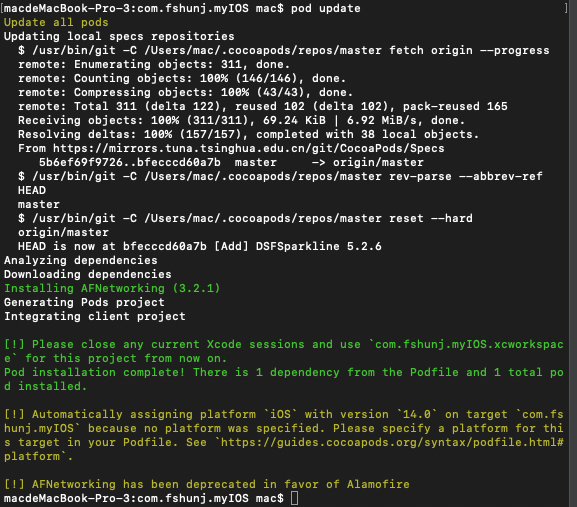 [macdeMacBook-Pro-3:com.fshunj.myIOS mac$ pod update ]
Update all pods
Updating local specs repositories
  $ /usr/bin/git -C /Users/mac/.cocoapods/repos/master fetch origin --progress
  remote: Enumerating objects: 311, done.
  remote: Counting objects: 100% (146/146), done.
  remote: Compressing objects: 100% (43/43), done.
  remote: Total 311 (delta 122), reused 102 (delta 102), pack-reused 165
  Receiving objects: 100% (311/311), 69.24 KiB | 6.92 MiB/s, done.
  Resolving deltas: 100% (157/157), completed with 38 local objects.
  From https://mirrors.tuna.tsinghua.edu.cn/git/CocoaPods/Specs
     5b6ef69f9726..bfecccd60a7b  master     -> origin/master
  $ /usr/bin/git -C /Users/mac/.cocoapods/repos/master rev-parse --abbrev-ref
  HEAD
  master
  $ /usr/bin/git -C /Users/mac/.cocoapods/repos/master reset --hard
  origin/master
  HEAD is now at bfecccd60a7b [Add] DSFSparkline 5.2.6
Analyzing dependencies
Downloading dependencies
Installing AFNetworking (3.2.1)
Generating Pods project
Integrating client project
[!] Please close any current Xcode sessions and use `com.fshunj.myIOS.xcworkspac
e` for this project from now on.
Pod installation complete! There is 1 dependency from the Podfile and 1 total po
d installed.
[!] Automatically assigning platform `iOS` with version `14.0` on target `com.fs
hunj.myIOS` because no platform was specified. Please specify a platform for thi
s target in your Podfile. See `https://guides.cocoapods.org/syntax/podfile.html#
platform`.
[!] AFNetworking has been deprecated in favor of Alamofire
macdeMacBook-Pro-3:com.fshunj.myIOS mac$